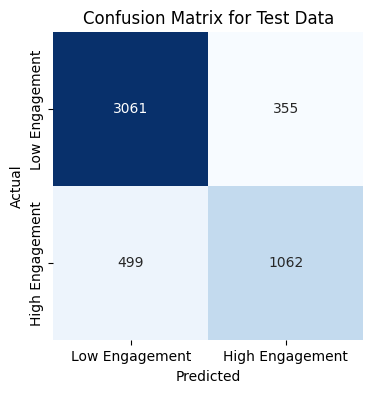 Confusion Matrix for Test Data
Actual
Low Engagement
3061
355
High Engagement
499
1062
Low Engagement
High Engagement
Predicted